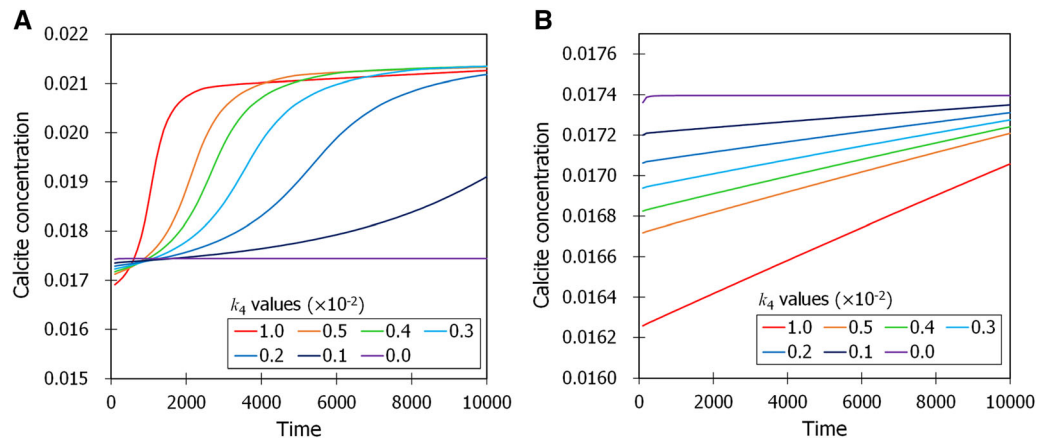 A
Calcite concentration
0.022
0.021
0.020
0.019
0.018
0.017
0.016
0.015
k4 values (×10-2)
1.0 0.5 0.4 0.3
0.2 0.1 0.0
0 2000 4000 6000 8000 10000
Time
B
Calcite concentration
0.0176
0.0174
0.0172
0.0170
0.0168
0.0166
0.0164
0.0162
0.0160
k4 values (×10-2)
1.0 0.5 0.4 0.3
0.2 0.1 0.0
0 2000 4000 6000 8000 10000
Time